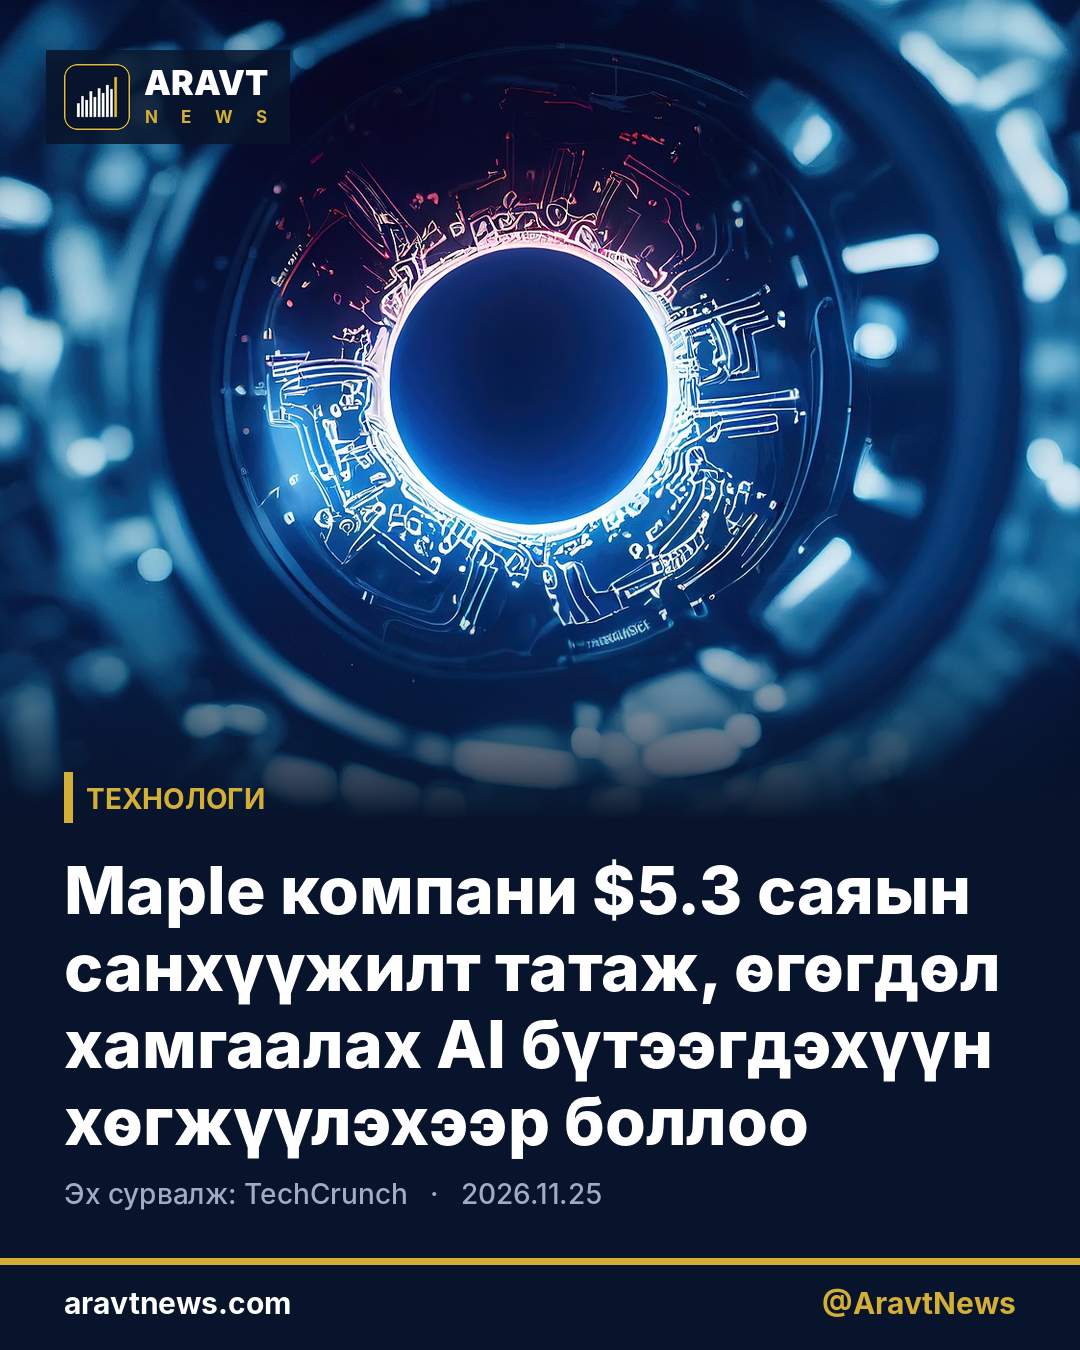 ARAVT
NEWS
ТЕХНОЛОГИ
Maple компани $5.3 саяын
санхүүжилт татаж, өгөгдөл
хамгаалах AI бүтээгдэхүүн
хөгжүүлэхээр боллоо
Эх сурвалж: TechCrunch · 2026.11.25
aravtnews.com
@AravtNews